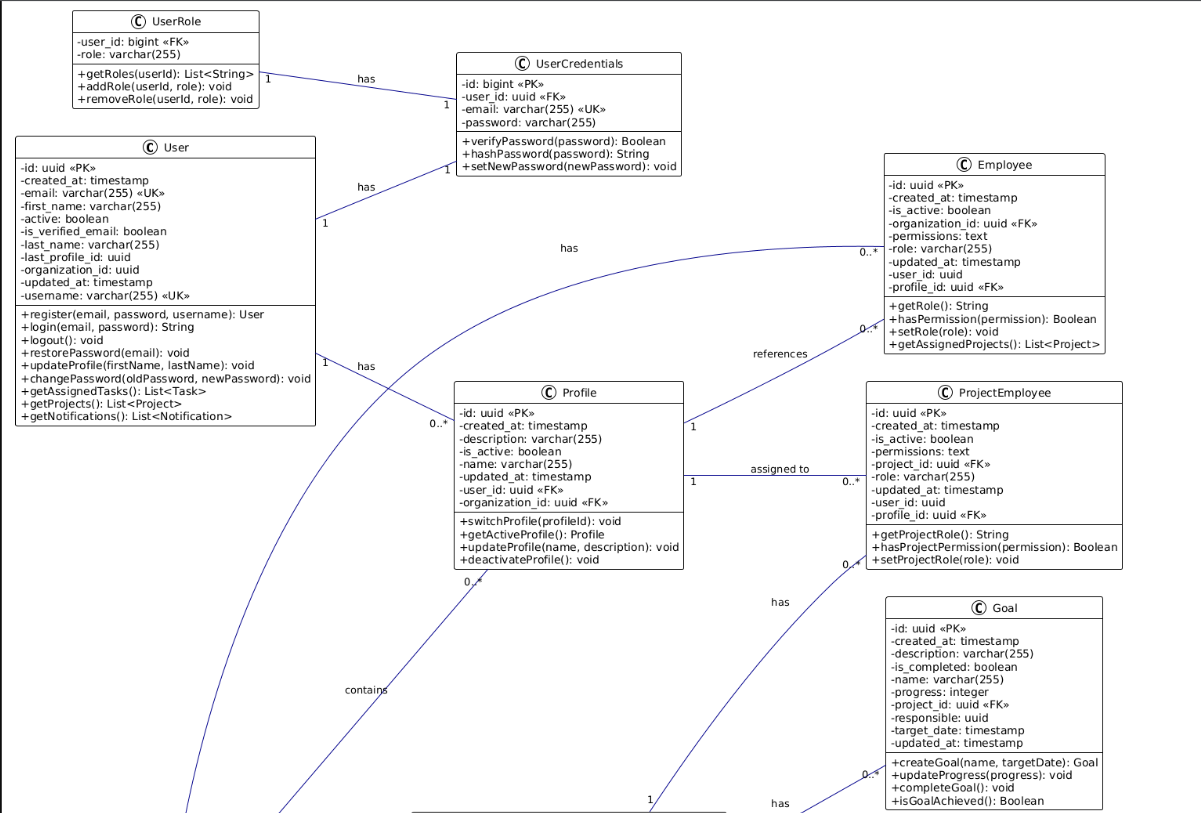 C UserRole
-user_id: bigint «FK»
-role: varchar(255)
+getRoles(userId): List<String>
+addRole(userId, role): void
+removeRole(userId, role): void
1
has
1
C UserCredentials
-id: bigint «PK»
-user_id: uuid «FK»
-email: varchar(255) «UK»
-password: varchar(255)
+verifyPassword(password): Boolean
+hashPassword(password): String
+setNewPassword(newPassword): void
1
has
1
C User
-id: uuid «PK»
-created_at: timestamp
-email: varchar(255) «UK»
-first_name: varchar(255)
-active: boolean
-is_verified_email: boolean
-last_name: varchar(255)
-last_profile_id: uuid
-organization_id: uuid
-updated_at: timestamp
-username: varchar(255) «UK»
+register(email, password, username): User
+login(email, password): String
+logout(): void
+restorePassword(email): void
+updateProfile(firstName, lastName): void
+changePassword(oldPassword, newPassword): void
+getAssignedTasks(): List<Task>
+getProjects(): List<Project>
+getNotifications(): List<Notification>
1
has
0..*
has
0..*
C Employee
-id: uuid «PK»
-created_at: timestamp
-is_active: boolean
-organization_id: uuid «FK»
-permissions: text
-role: varchar(255)
-updated_at: timestamp
-user_id: uuid
-profile_id: uuid «FK»
+getRole(): String
+hasPermission(permission): Boolean
+setRole(role): void
+getAssignedProjects(): List<Project>
0..*
references
1
C Profile
-id: uuid «PK»
-created_at: timestamp
-description: varchar(255)
-is_active: boolean
-name: varchar(255)
-updated_at: timestamp
-user_id: uuid «FK»
-organization_id: uuid «FK»
+switchProfile(profileId): void
+getActiveProfile(): Profile
+updateProfile(name, description): void
+deactivateProfile(): void
1
assigned to
0..*
C ProjectEmployee
-id: uuid «PK»
-created_at: timestamp
-is_active: boolean
-permissions: text
-project_id: uuid «FK»
-role: varchar(255)
-updated_at: timestamp
-user_id: uuid
-profile_id: uuid «FK»
+getProjectRole(): String
+hasProjectPermission(permission): Boolean
+setProjectRole(role): void
0..*
0..*
has
contains
1
C Goal
-id: uuid «PK»
-created_at: timestamp
-description: varchar(255)
-is_completed: boolean
-name: varchar(255)
-progress: integer
-project_id: uuid «FK»
-responsible: uuid
-target_date: timestamp
-updated_at: timestamp
+createGoal(name, targetDate): Goal
+updateProgress(progress): void
+completeGoal(): void
+isGoalAchieved(): Boolean
0..*
has